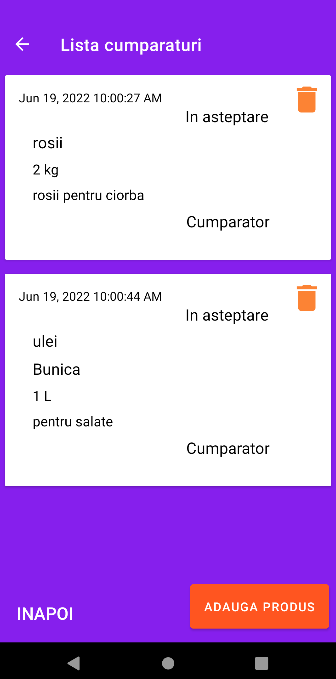 Lista cumparaturi
Jun 19, 2022 10:00:27 AM
In asteptare
rosii
2 kg
rosii pentru ciorba
Cumparator
Jun 19, 2022 10:00:44 AM
In asteptare
ulei
Bunica
1 L
pentru salate
Cumparator
INAPOI
ADAUGA PRODUS